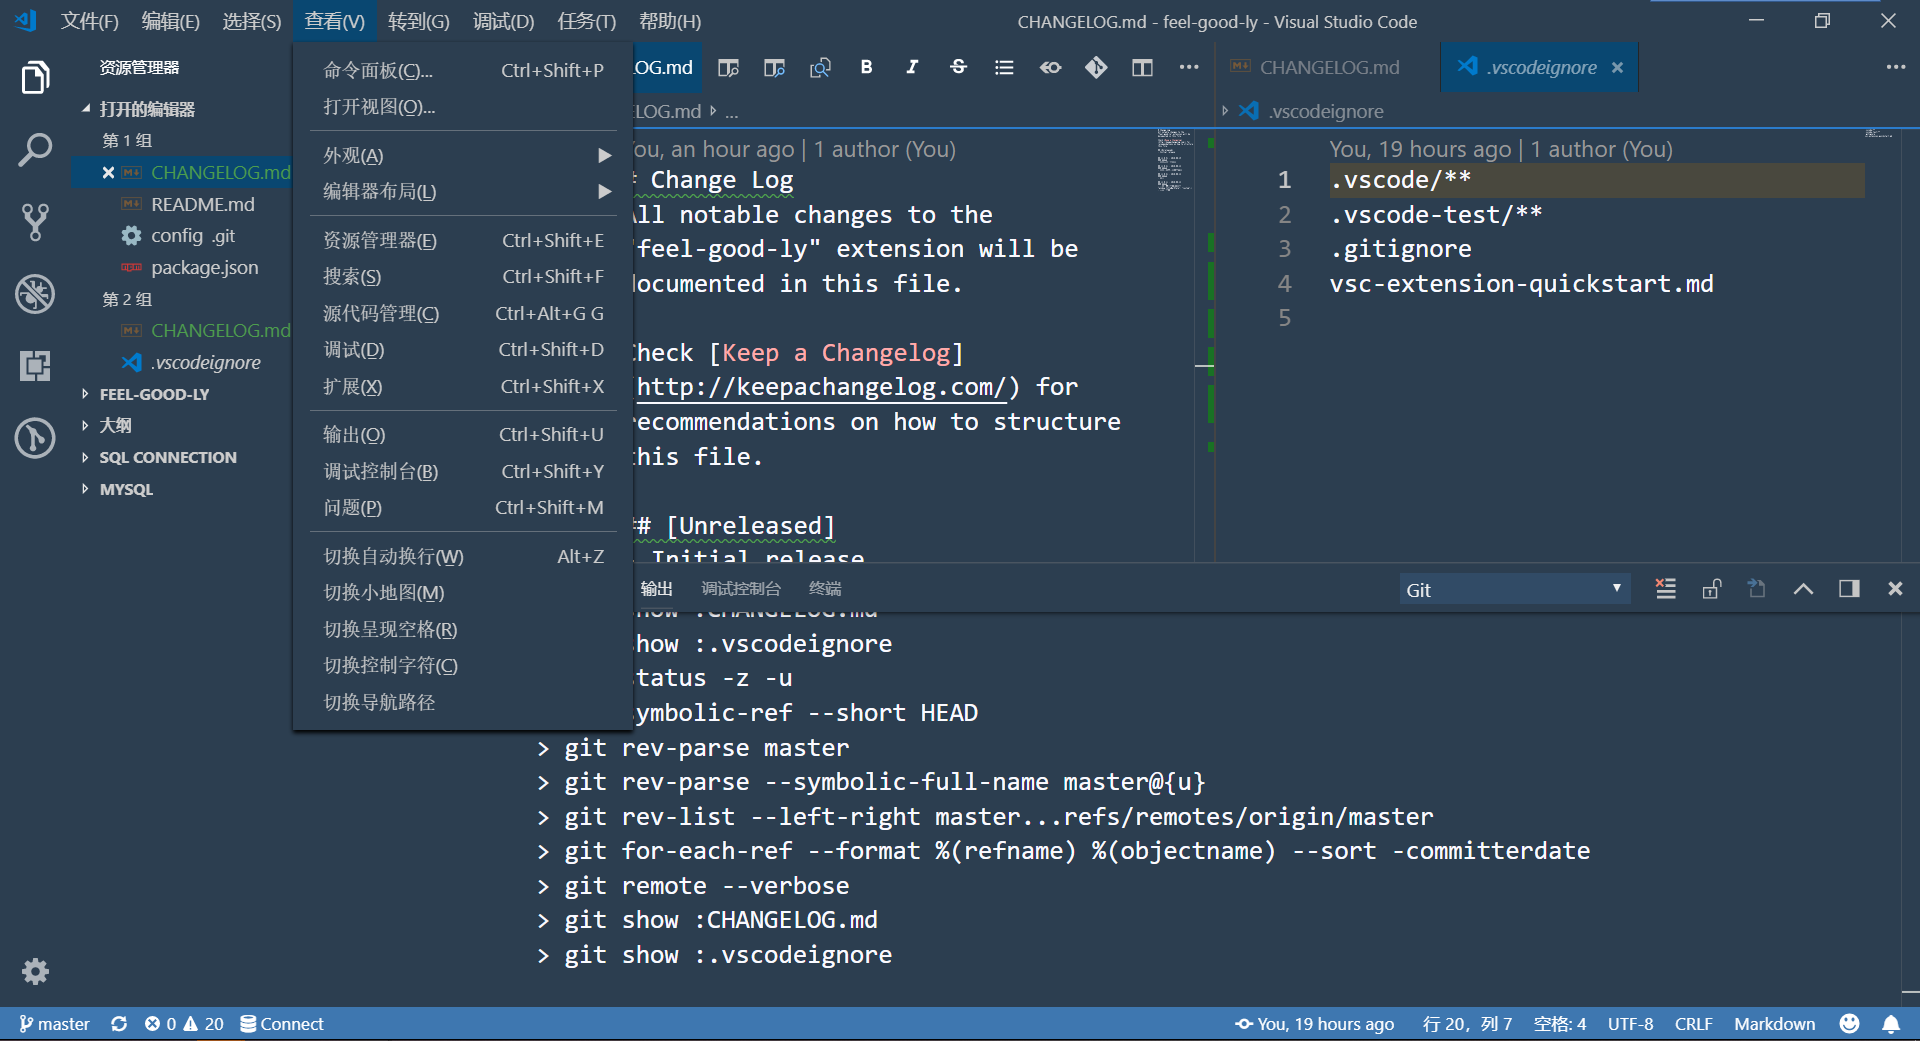 文件(F) 编辑(E) 选择(S) 查看(V) 转到(G) 调试(D) 任务(T) 帮助(H)
CHANGELOG.md - feel-good-ly - Visual Studio Code
资源管理器
打开的编辑器
第 1 组
CHANGELOG.md
README.md
config .git
package.json
第 2 组
CHANGELOG.md
.vscodeignore
FEEL-GOOD-LY
大纲
SQL CONNECTION
MYSQL
命令面板(C)... Ctrl+Shift+P
打开视图(O)...
外观(A)
编辑器布局(L)
资源管理器(E) Ctrl+Shift+E
搜索(S) Ctrl+Shift+F
源代码管理(C) Ctrl+Alt+G G
调试(D) Ctrl+Shift+D
扩展(X) Ctrl+Shift+X
输出(O) Ctrl+Shift+U
调试控制台(B) Ctrl+Shift+Y
问题(P) Ctrl+Shift+M
切换自动换行(W) Alt+Z
切换小地图(M)
切换呈现空格(R)
切换控制字符(C)
切换导航路径
OG.md
B I S
LOG.md ...
You, an hour ago | 1 author (You)
# Change Log
All notable changes to the
"feel-good-ly" extension will be
documented in this file.
Check [Keep a Changelog]
(http://keepachangelog.com/) for
recommendations on how to structure
this file.
## [Unreleased]
- Initial release
CHANGELOG.md .vscodeignore
.vscodeignore
You, 19 hours ago | 1 author (You)
1 .vscode/**
2 .vscode-test/**
3 .gitignore
4 vsc-extension-quickstart.md
5
输出 调试控制台 终端 Git
show :CHANGELOG.md
show :.vscodeignore
status -z -u
symbolic-ref --short HEAD
> git rev-parse master
> git rev-parse --symbolic-full-name master@{u}
> git rev-list --left-right master...refs/remotes/origin/master
> git for-each-ref --format %(refname) %(objectname) --sort -committerdate
> git remote --verbose
> git show :CHANGELOG.md
> git show :.vscodeignore
master 0 20 Connect
You, 19 hours ago 行 20，列 7 空格: 4 UTF-8 CRLF Markdown